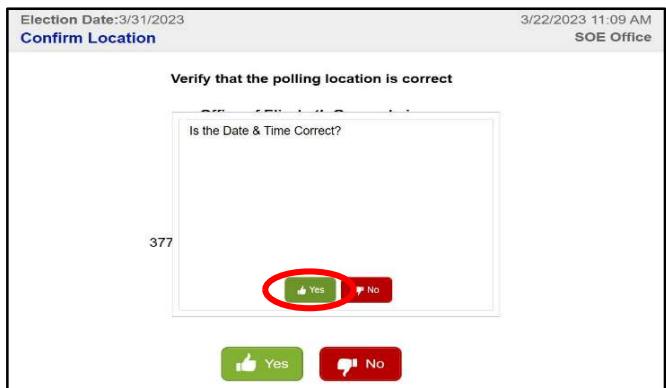 Election Date:3/31/2023 3/22/2023 11:09 AM
Confirm Location SOE Office
Verify that the polling location is correct
Is the Date & Time Correct?
377
Yes No
Yes No